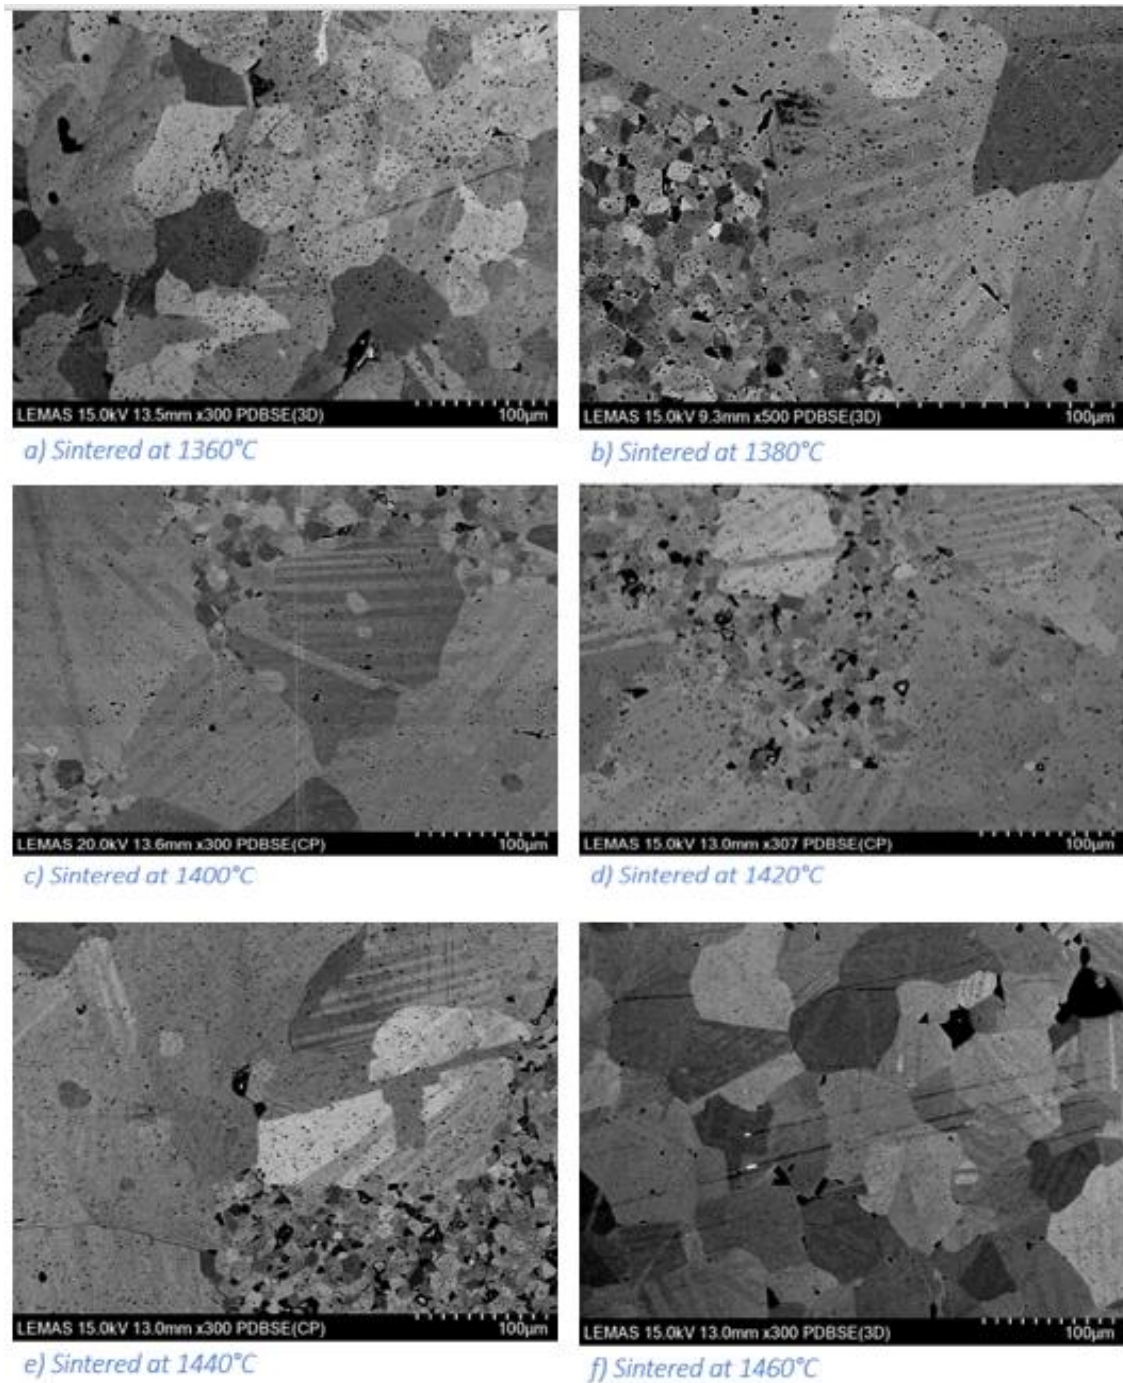 LEMAS 15.0kV 13.5mm x300 PDBSE(3D) 100µm
a) Sintered at 1360°C
LEMAS 15.0kV 9.3mm x500 PDBSE(3D) 100µm
b) Sintered at 1380°C
LEMAS 20.0kV 13.6mm x300 PDBSE(CP) 100µm
c) Sintered at 1400°C
LEMAS 15.0kV 13.0mm x307 PDBSE(CP) 100µm
d) Sintered at 1420°C
LEMAS 15.0kV 13.0mm x300 PDBSE(CP) 100µm
e) Sintered at 1440°C
LEMAS 15.0kV 13.0mm x300 PDBSE(3D) 100µm
f) Sintered at 1460°C